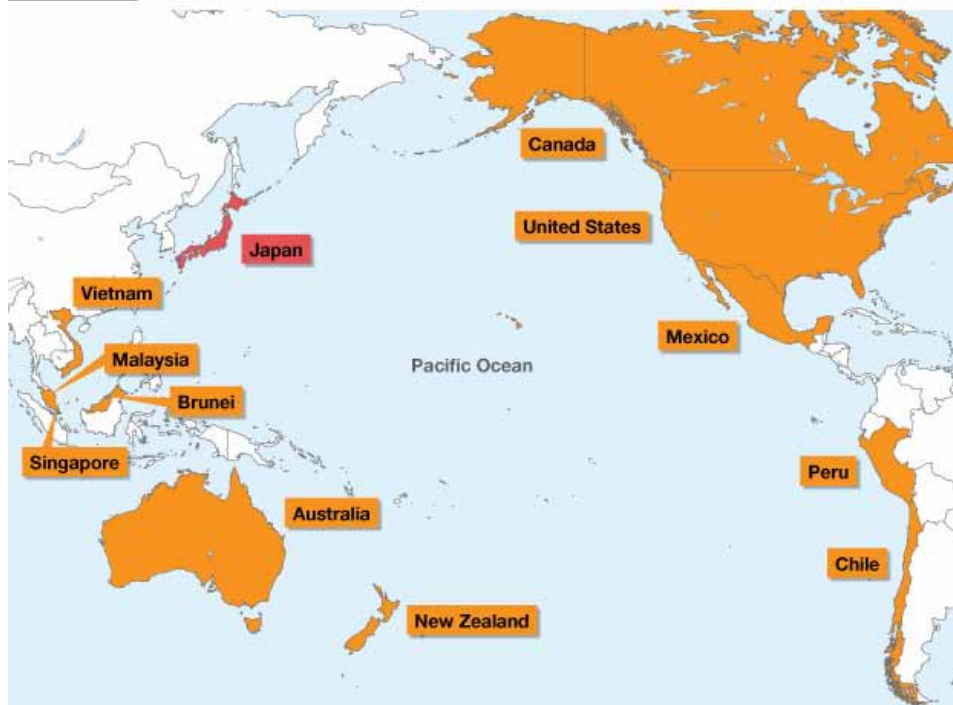 Canada
United States
Japan
Vietnam
Mexico
Malaysia
Pacific Ocean
Brunei
Singapore
Peru
Australia
Chile
New Zealand